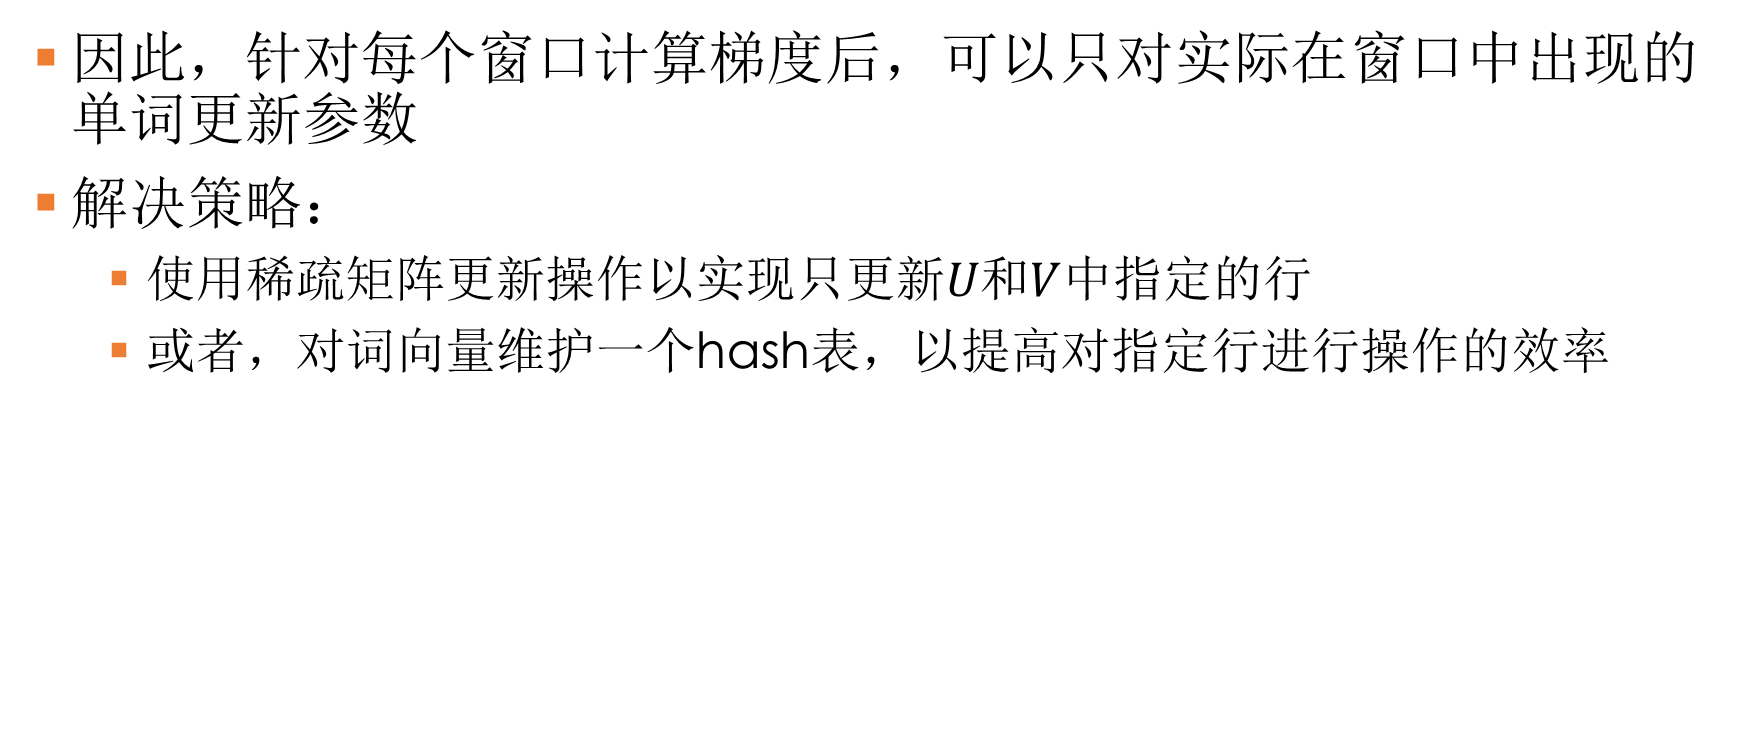 因此，针对每个窗口计算梯度后，可以只对实际在窗口中出现的
单词更新参数
解决策略：
使用稀疏矩阵更新操作以实现只更新U和V中指定的行
或者，对词向量维护一个hash表，以提高对指定行进行操作的效率